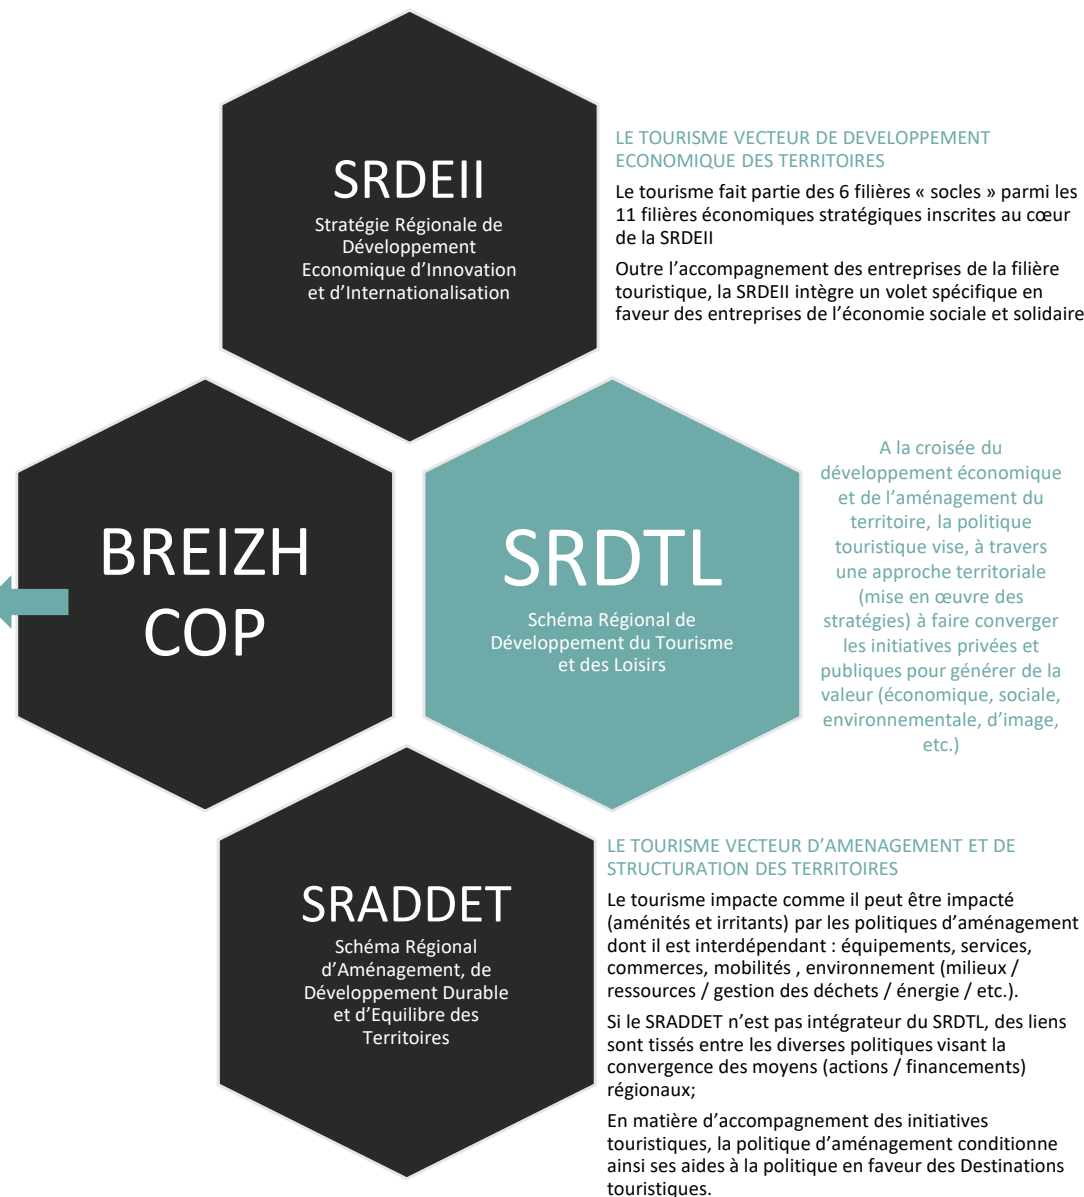 SRDEII
Stratégie Régionale de
Développement
Economique d’Innovation
et d’Internationalisation
LE TOURISME VECTEUR DE DEVELOPPEMENT
ECONOMIQUE DES TERRITOIRES
Le tourisme fait partie des 6 filières « socles » parmi les
11 filières économiques stratégiques inscrites au cœur
de la SRDEII
Outre l’accompagnement des entreprises de la filière
touristique, la SRDEII intègre un volet spécifique en
faveur des entreprises de l’économie sociale et solidaire
BREIZH
COP
SRDTL
Schéma Régional de
Développement du Tourisme
et des Loisirs
A la croisée du
développement économique
et de l’aménagement du
territoire, la politique
touristique vise, à travers
une approche territoriale
(mise en œuvre des
stratégies) à faire converger
les initiatives privées et
publiques pour générer de la
valeur (économique, sociale,
environnementale, d’image,
etc.)
SRADDET
Schéma Régional
d’Aménagement, de
Développement Durable
et d’Equilibre des
Territoires
LE TOURISME VECTEUR D’AMENAGEMENT ET DE
STRUCTURATION DES TERRITOIRES
Le tourisme impacte comme il peut être impacté
(aménités et irritants) par les politiques d’aménagement
dont il est interdépendant : équipements, services,
commerces, mobilités , environnement (milieux /
ressources / gestion des déchets / énergie / etc.).
Si le SRADDET n’est pas intégrateur du SRDTL, des liens
sont tissés entre les diverses politiques visant la
convergence des moyens (actions / financements)
régionaux;
En matière d’accompagnement des initiatives
touristiques, la politique d’aménagement conditionne
ainsi ses aides à la politique en faveur des Destinations
touristiques.